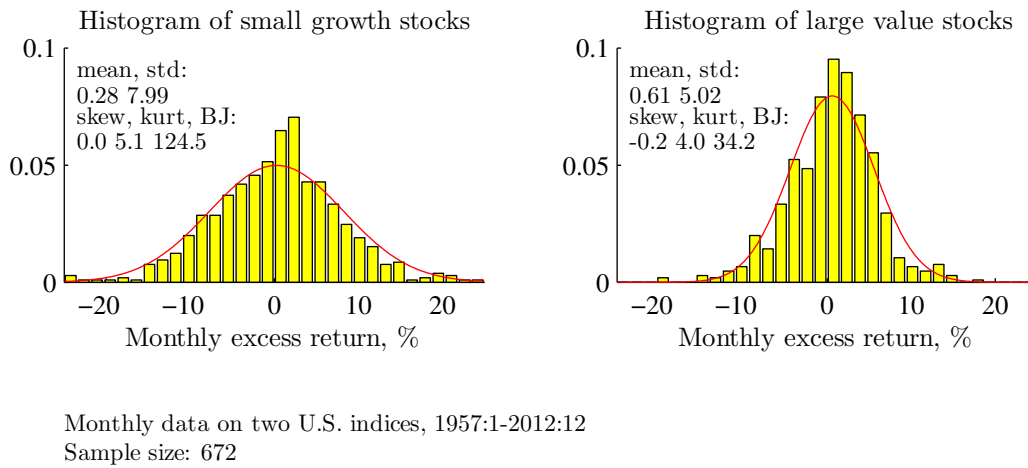 Histogram of small growth stocks
0.1
mean, std:
0.28 7.99
skew, kurt, BJ:
0.0 5.1 124.5
0.05
0
−20 −10 0 10 20
Monthly excess return, %
Histogram of large value stocks
0.1
mean, std:
0.61 5.02
skew, kurt, BJ:
-0.2 4.0 34.2
0.05
0
−20 −10 0 10 20
Monthly excess return, %
Monthly data on two U.S. indices, 1957:1-2012:12
Sample size: 672